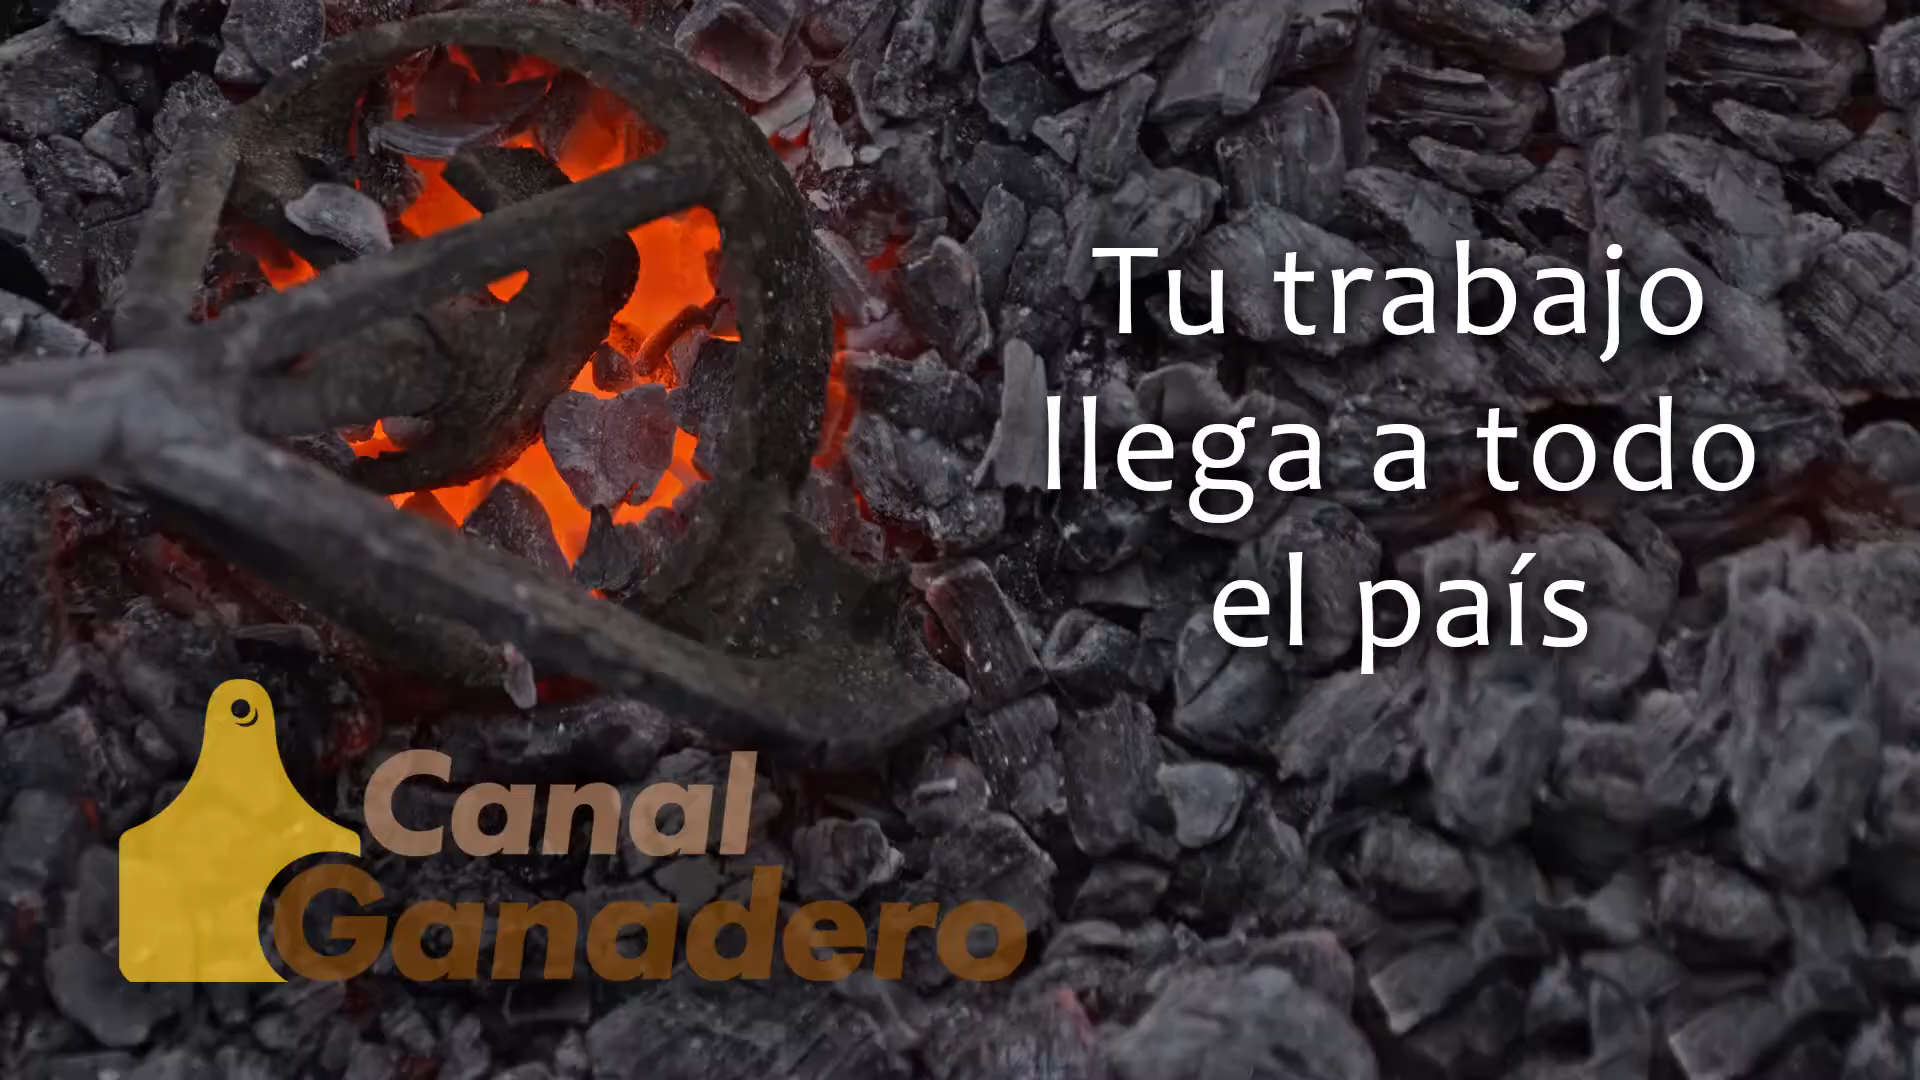 Tu trabajo
llega a todo
el país
Canal
Ganadero